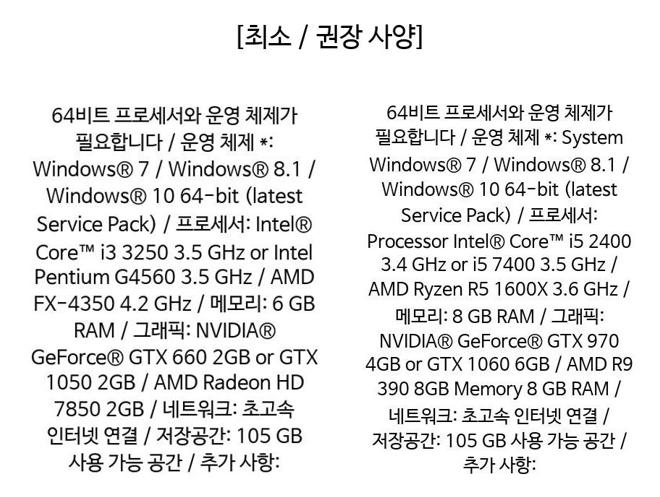 [최소 / 권장 사양]
64비트 프로세서와 운영 체제가
필요합니다 / 운영 체제 *:
Windows® 7 / Windows® 8.1 /
Windows® 10 64-bit (latest
Service Pack) / 프로세서: Intel®
Core™ i3 3250 3.5 GHz or Intel
Pentium G4560 3.5 GHz / AMD
FX-4350 4.2 GHz / 메모리: 6 GB
RAM / 그래픽: NVIDIA®
GeForce® GTX 660 2GB or GTX
1050 2GB / AMD Radeon HD
7850 2GB / 네트워크: 초고속
인터넷 연결 / 저장공간: 105 GB
사용 가능 공간 / 추가 사항:
64비트 프로세서와 운영 체제가
필요합니다 / 운영 체제 *: System
Windows® 7 / Windows® 8.1 /
Windows® 10 64-bit (latest
Service Pack) / 프로세서:
Processor Intel® Core™ i5 2400
3.4 GHz or i5 7400 3.5 GHz /
AMD Ryzen R5 1600X 3.6 GHz /
메모리: 8 GB RAM / 그래픽:
NVIDIA® GeForce® GTX 970
4GB or GTX 1060 6GB / AMD R9
390 8GB Memory 8 GB RAM /
네트워크: 초고속 인터넷 연결 /
저장공간: 105 GB 사용 가능 공간 /
추가 사항: